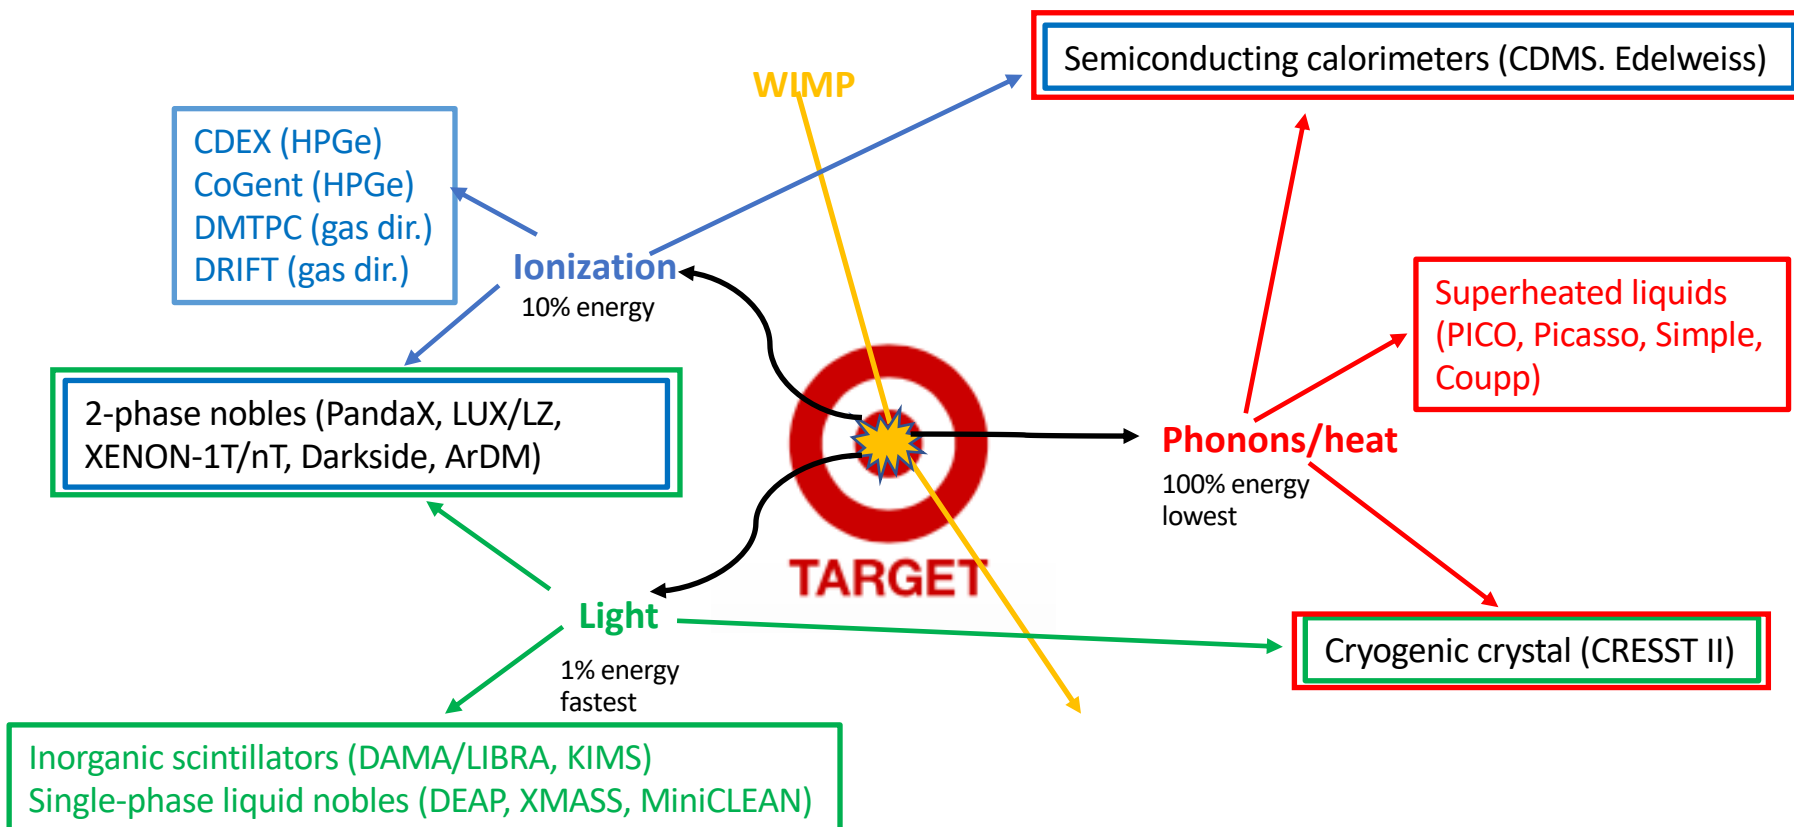 Semiconducting calorimeters (CDMS. Edelweiss)
WIMP
CDEX (HPGe)
CoGent (HPGe)
DMTPC (gas dir.)
DRIFT (gas dir.)
Ionization
10% energy
Superheated liquids
(PICO, Picasso, Simple,
Coupp)
2-phase nobles (PandaX, LUX/LZ,
XENON-1T/nT, Darkside, ArDM)
Phonons/heat
100% energy
lowest
TARGET
Light
1% energy
fastest
Cryogenic crystal (CRESST II)
Inorganic scintillators (DAMA/LIBRA, KIMS)
Single-phase liquid nobles (DEAP, XMASS, MiniCLEAN)